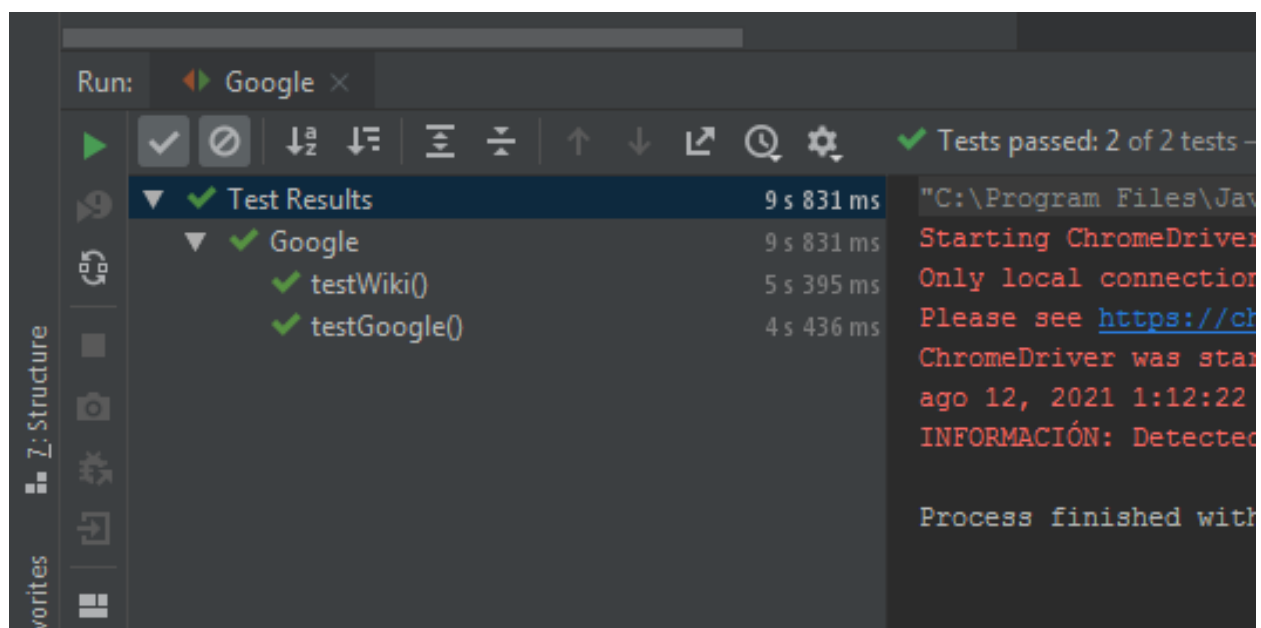 Run: Google
Tests passed: 2 of 2 tests –
Test Results 9 s 831 ms
Google 9 s 831 ms
testWiki() 5 s 395 ms
testGoogle() 4 s 436 ms
"C:\Program Files\Jav
Starting ChromeDriver
Only local connection
Please see https://ch
ChromeDriver was star
ago 12, 2021 1:12:22
INFORMACIÓN: Detected
Process finished with
7: Structure
vorites